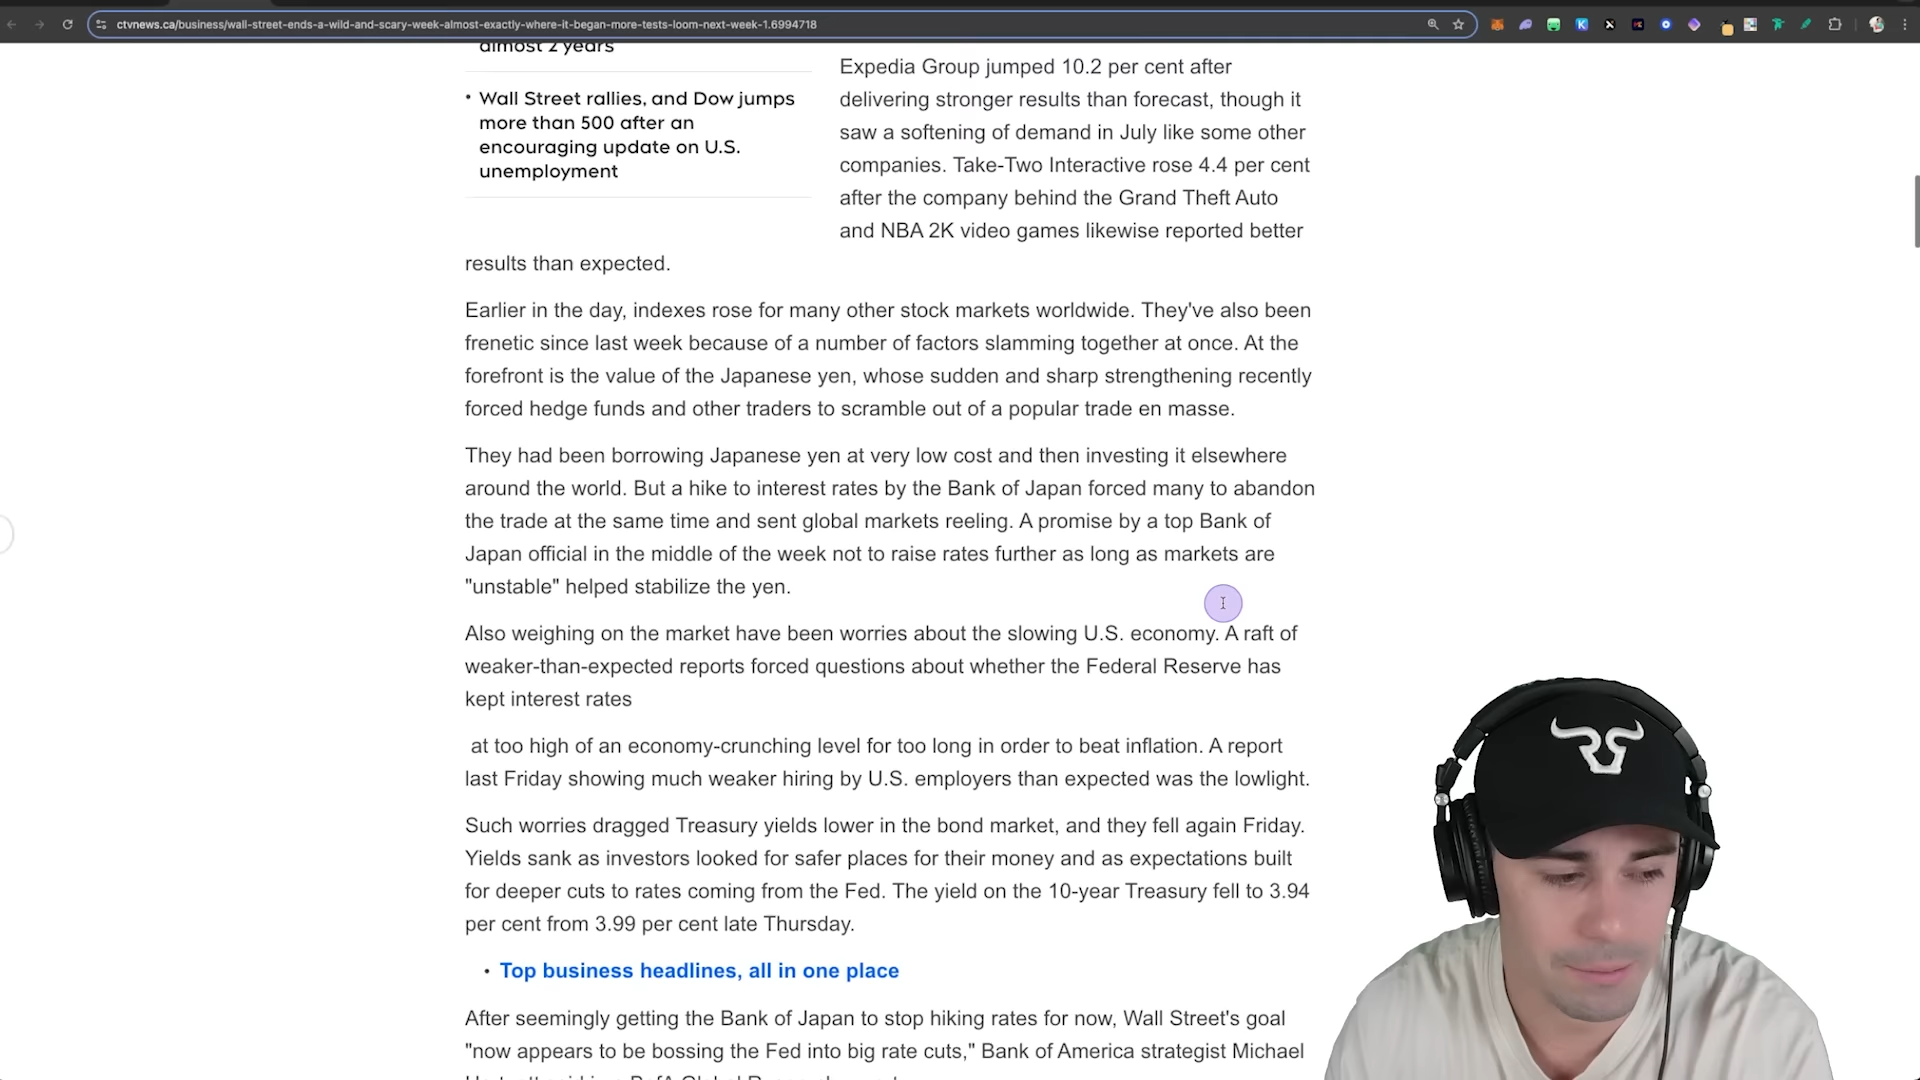 ctvnews.ca/business/wall-street-ends-a-wild-and-scary-week-almost-exactly-where-it-began-more-tests-loom-next-week-1.6994718
almost 2 years
• Wall Street rallies, and Dow jumps
more than 500 after an
encouraging update on U.S.
unemployment
Expedia Group jumped 10.2 per cent after
delivering stronger results than forecast, though it
saw a softening of demand in July like some other
companies. Take-Two Interactive rose 4.4 per cent
after the company behind the Grand Theft Auto
and NBA 2K video games likewise reported better
results than expected.
Earlier in the day, indexes rose for many other stock markets worldwide. They've also been
frenetic since last week because of a number of factors slamming together at once. At the
forefront is the value of the Japanese yen, whose sudden and sharp strengthening recently
forced hedge funds and other traders to scramble out of a popular trade en masse.
They had been borrowing Japanese yen at very low cost and then investing it elsewhere
around the world. But a hike to interest rates by the Bank of Japan forced many to abandon
the trade at the same time and sent global markets reeling. A promise by a top Bank of
Japan official in the middle of the week not to raise rates further as long as markets are
"unstable" helped stabilize the yen.
Also weighing on the market have been worries about the slowing U.S. economy. A raft of
weaker-than-expected reports forced questions about whether the Federal Reserve has
kept interest rates
at too high of an economy-crunching level for too long in order to beat inflation. A report
last Friday showing much weaker hiring by U.S. employers than expected was the lowlight.
Such worries dragged Treasury yields lower in the bond market, and they fell again Friday.
Yields sank as investors looked for safer places for their money and as expectations built
for deeper cuts to rates coming from the Fed. The yield on the 10-year Treasury fell to 3.94
per cent from 3.99 per cent late Thursday.
• Top business headlines, all in one place
After seemingly getting the Bank of Japan to stop hiking rates for now, Wall Street's goal
"now appears to be bossing the Fed into big rate cuts," Bank of America strategist Michael